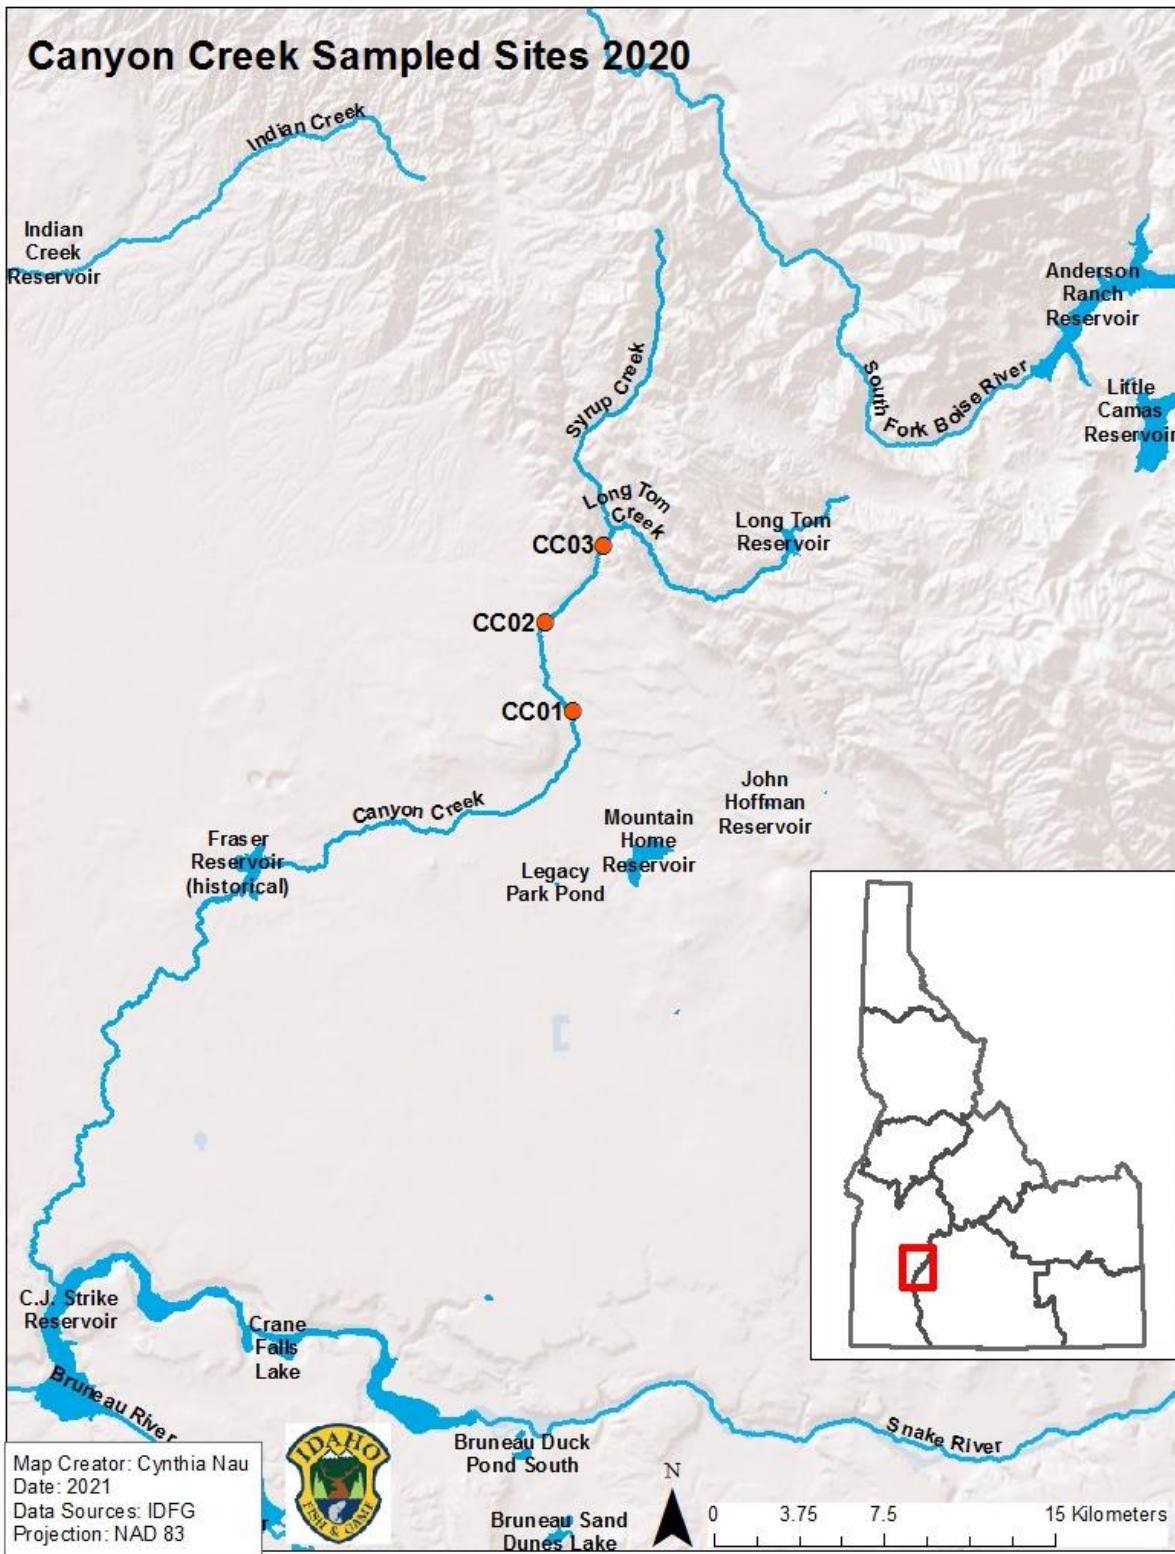 Canyon Creek Sampled Sites 2020
Indian Creek
Indian
Creek
Reservoir
Anderson
Ranch
Reservoir
Syrup Creek
South Fork Boise River
Little
Camas
Reservoir
Long Tom
Creek
Long Tom
Reservoir
CC03
CC02
CC01
John
Hoffman
Reservoir
Canyon Creek
Mountain
Home
Reservoir
Fraser
Reservoir
(historical)
Legacy
Park Pond
C.J. Strike
Reservoir
Crane
Falls
Lake
Bruneau River
Snake River
Bruneau Duck
Pond South
Bruneau Sand
Dunes Lake
IDAHO
FISH & GAME
N
0 3.75 7.5 15 Kilometers
Map Creator: Cynthia Nau
Date: 2021
Data Sources: IDFG
Projection: NAD 83